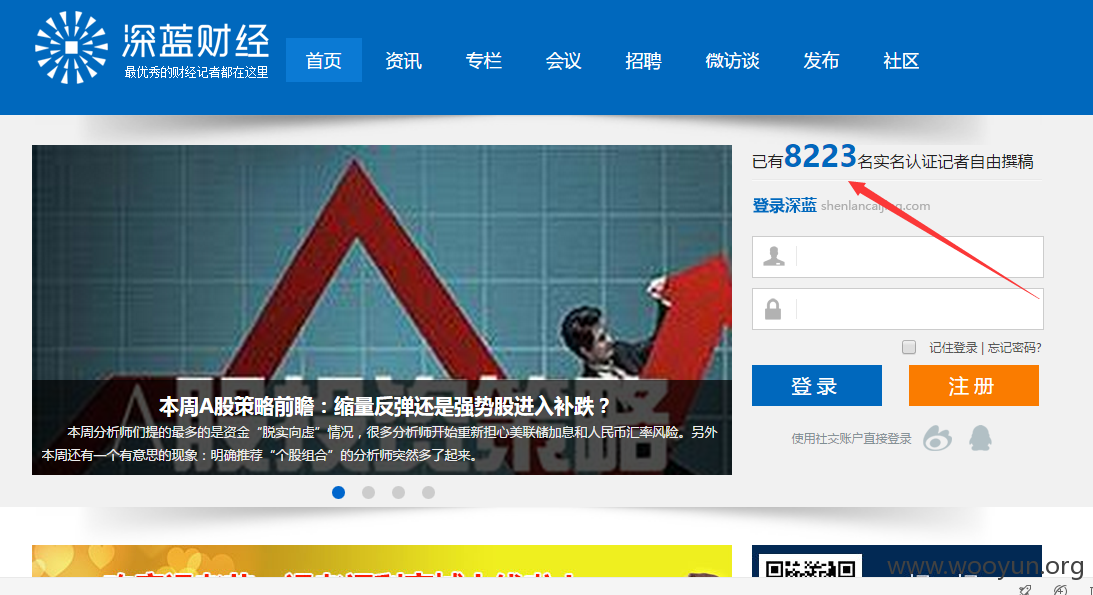 深蓝财经
最优秀的财经记者都在这里
首页 资讯 专栏 会议 招聘 微访谈 发布 社区
已有8223名实名认证记者自由撰稿
登录深蓝 shenlancaijing.com
记住登录 | 忘记密码?
登录 注册
使用社交账户直接登录
本周A股策略前瞻：缩量反弹还是强势股进入补跌？
本周分析师们提的最多的是资金“脱实向虚”情况，很多分析师开始重新担心美联储加息和人民币汇率风险。另外
本周还有一个有意思的现象：明确推荐“个股组合”的分析师突然多了起来。
www.wooyun.org